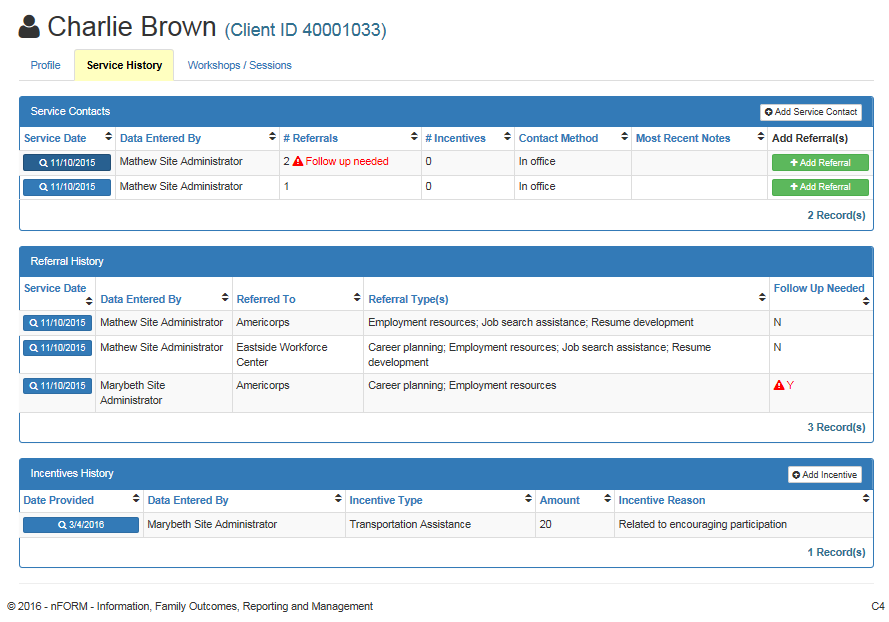 Charlie Brown (Client ID 40001033)
Profile Service History Workshops / Sessions
Service Contacts Add Service Contact
Service Date Data Entered By # Referrals # Incentives Contact Method Most Recent Notes Add Referral(s)
11/10/2015 Mathew Site Administrator 2 Follow up needed 0 In office Add Referral
11/10/2015 Mathew Site Administrator 1 0 In office Add Referral
2 Record(s)
Referral History
Service Date Data Entered By Referred To Referral Type(s) Follow Up Needed
11/10/2015 Mathew Site Administrator Americorps Employment resources; Job search assistance; Resume development N
11/10/2015 Mathew Site Administrator Eastside Workforce Career planning; Employment resources; Job search assistance; Resume N
Center development
11/10/2015 Marybeth Site Americorps Career planning; Employment resources Y
Administrator
3 Record(s)
Incentives History Add Incentive
Date Provided Data Entered By Incentive Type Amount Incentive Reason
3/4/2016 Marybeth Site Administrator Transportation Assistance 20 Related to encouraging participation
1 Record(s)
© 2016 - nFORM - Information, Family Outcomes, Reporting and Management C4